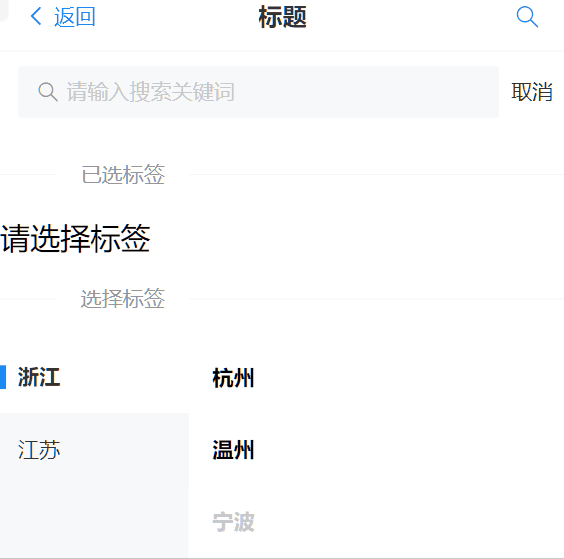 返回 标题
请输入搜索关键词 取消
已选标签
请选择标签
选择标签
浙江 杭州
江苏 温州
宁波